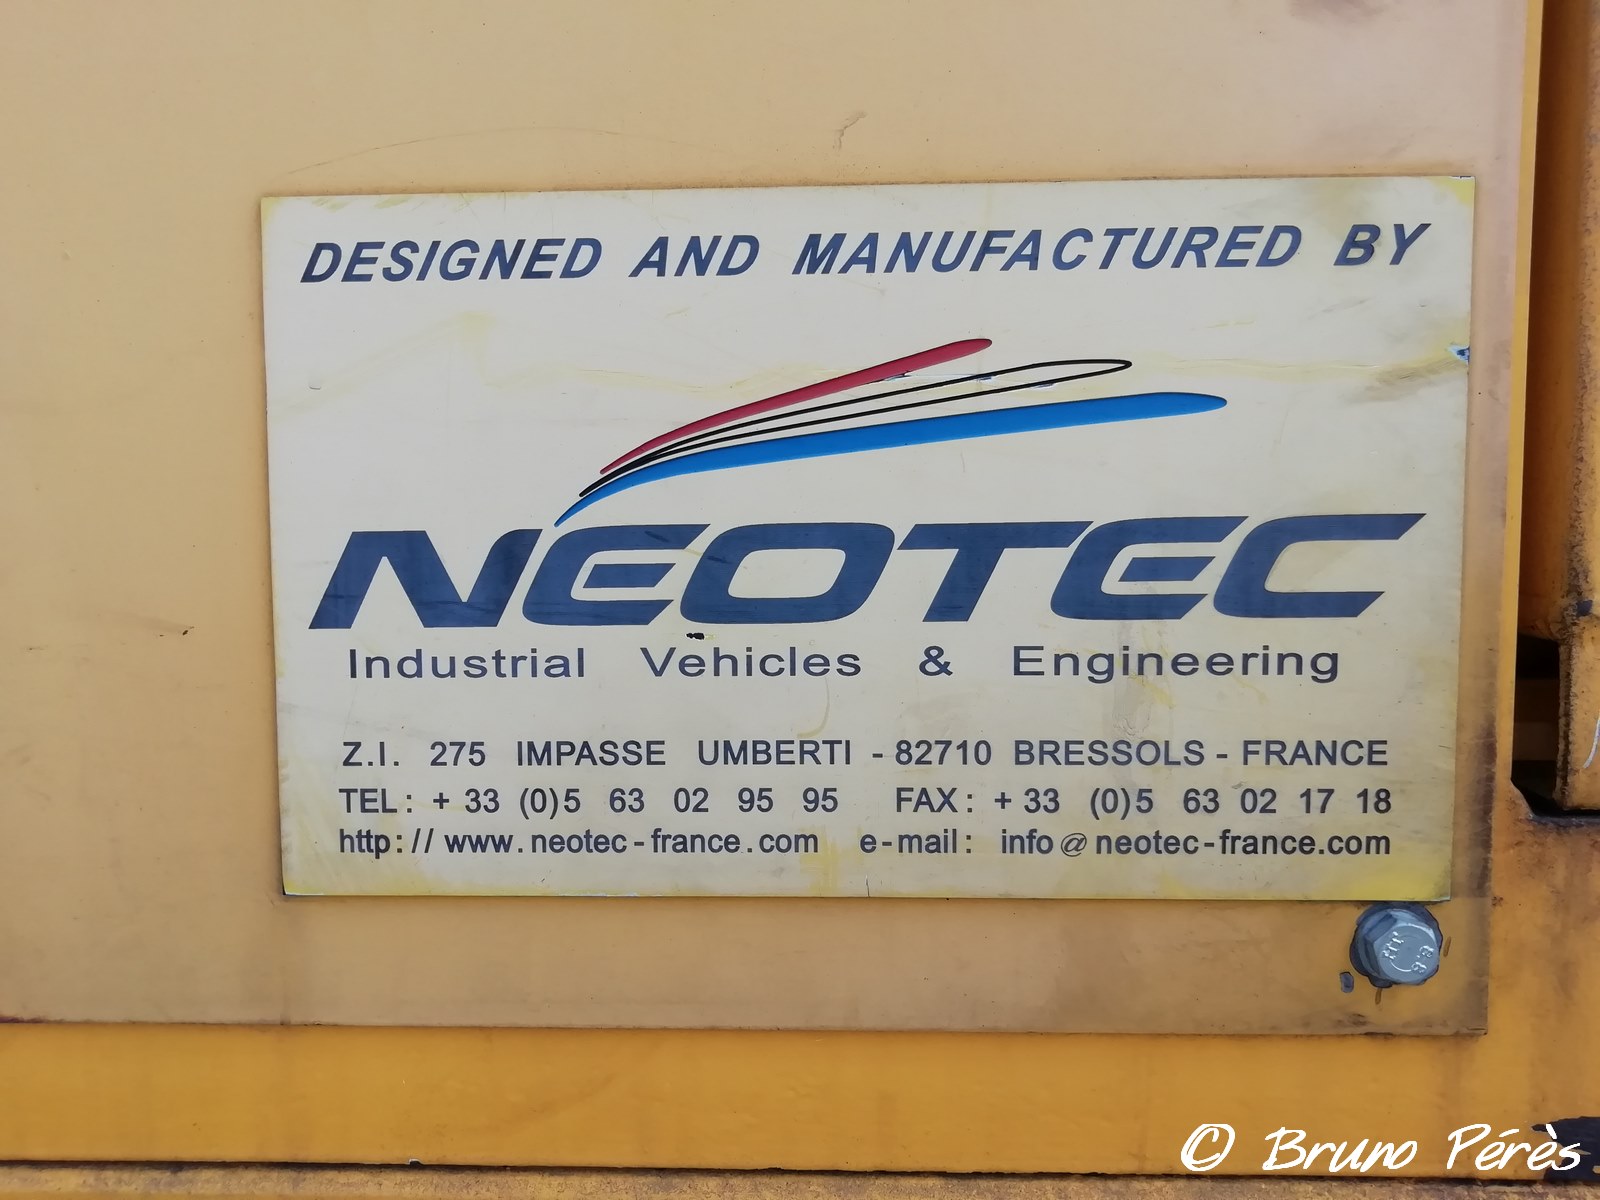 DESIGNED AND MANUFACTURED BY
NEOTEC
Industrial Vehicles & Engineering
Z.I. 275 IMPASSE UMBERTI - 82710 BRESSOLS - FRANCE
TEL: + 33 (0)5 63 02 95 95 FAX: + 33 (0)5 63 02 17 18
http://www.neotec-france.com e-mail: info@neotec-france.com
8.8
© Bruno Pérès